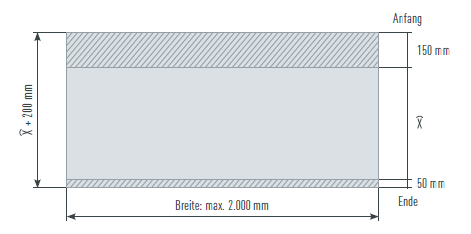 Anfang
150 mm
X̂ + 200 mm
X̂
50 mm
Ende
Breite: max. 2.000 mm